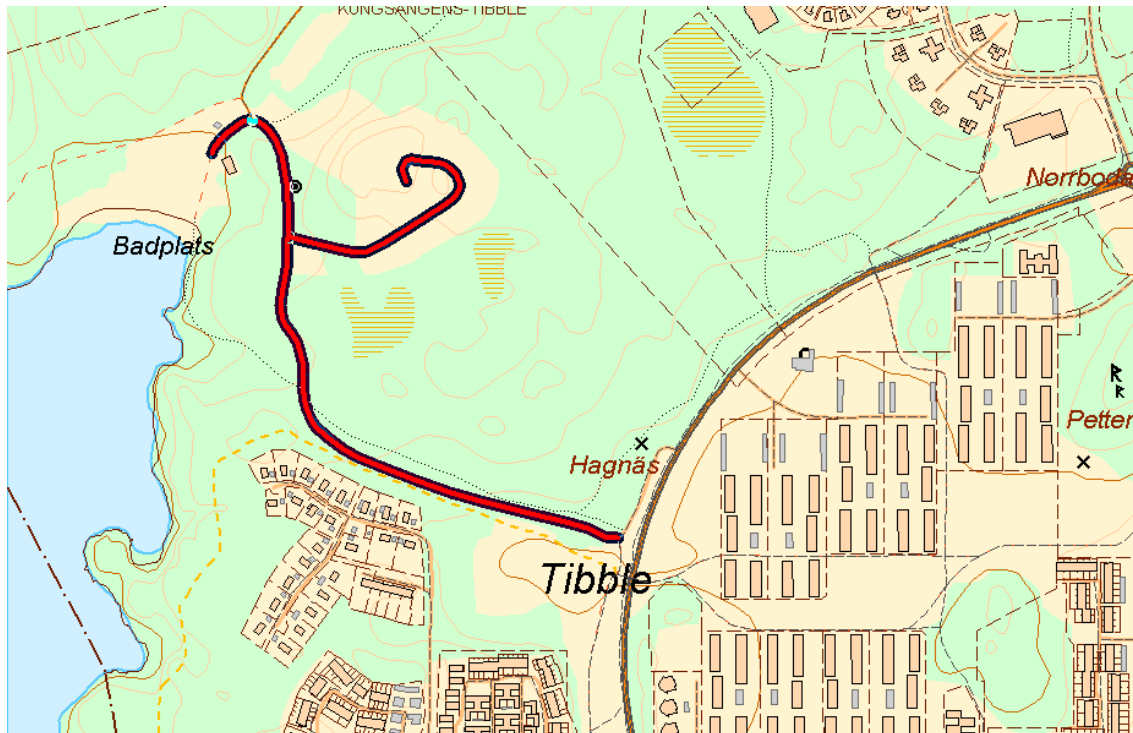 KUNGSÄNGENS-TIBBLE
Norrboda
Badplats
Petter
Hagnäs
Tibble
R
R